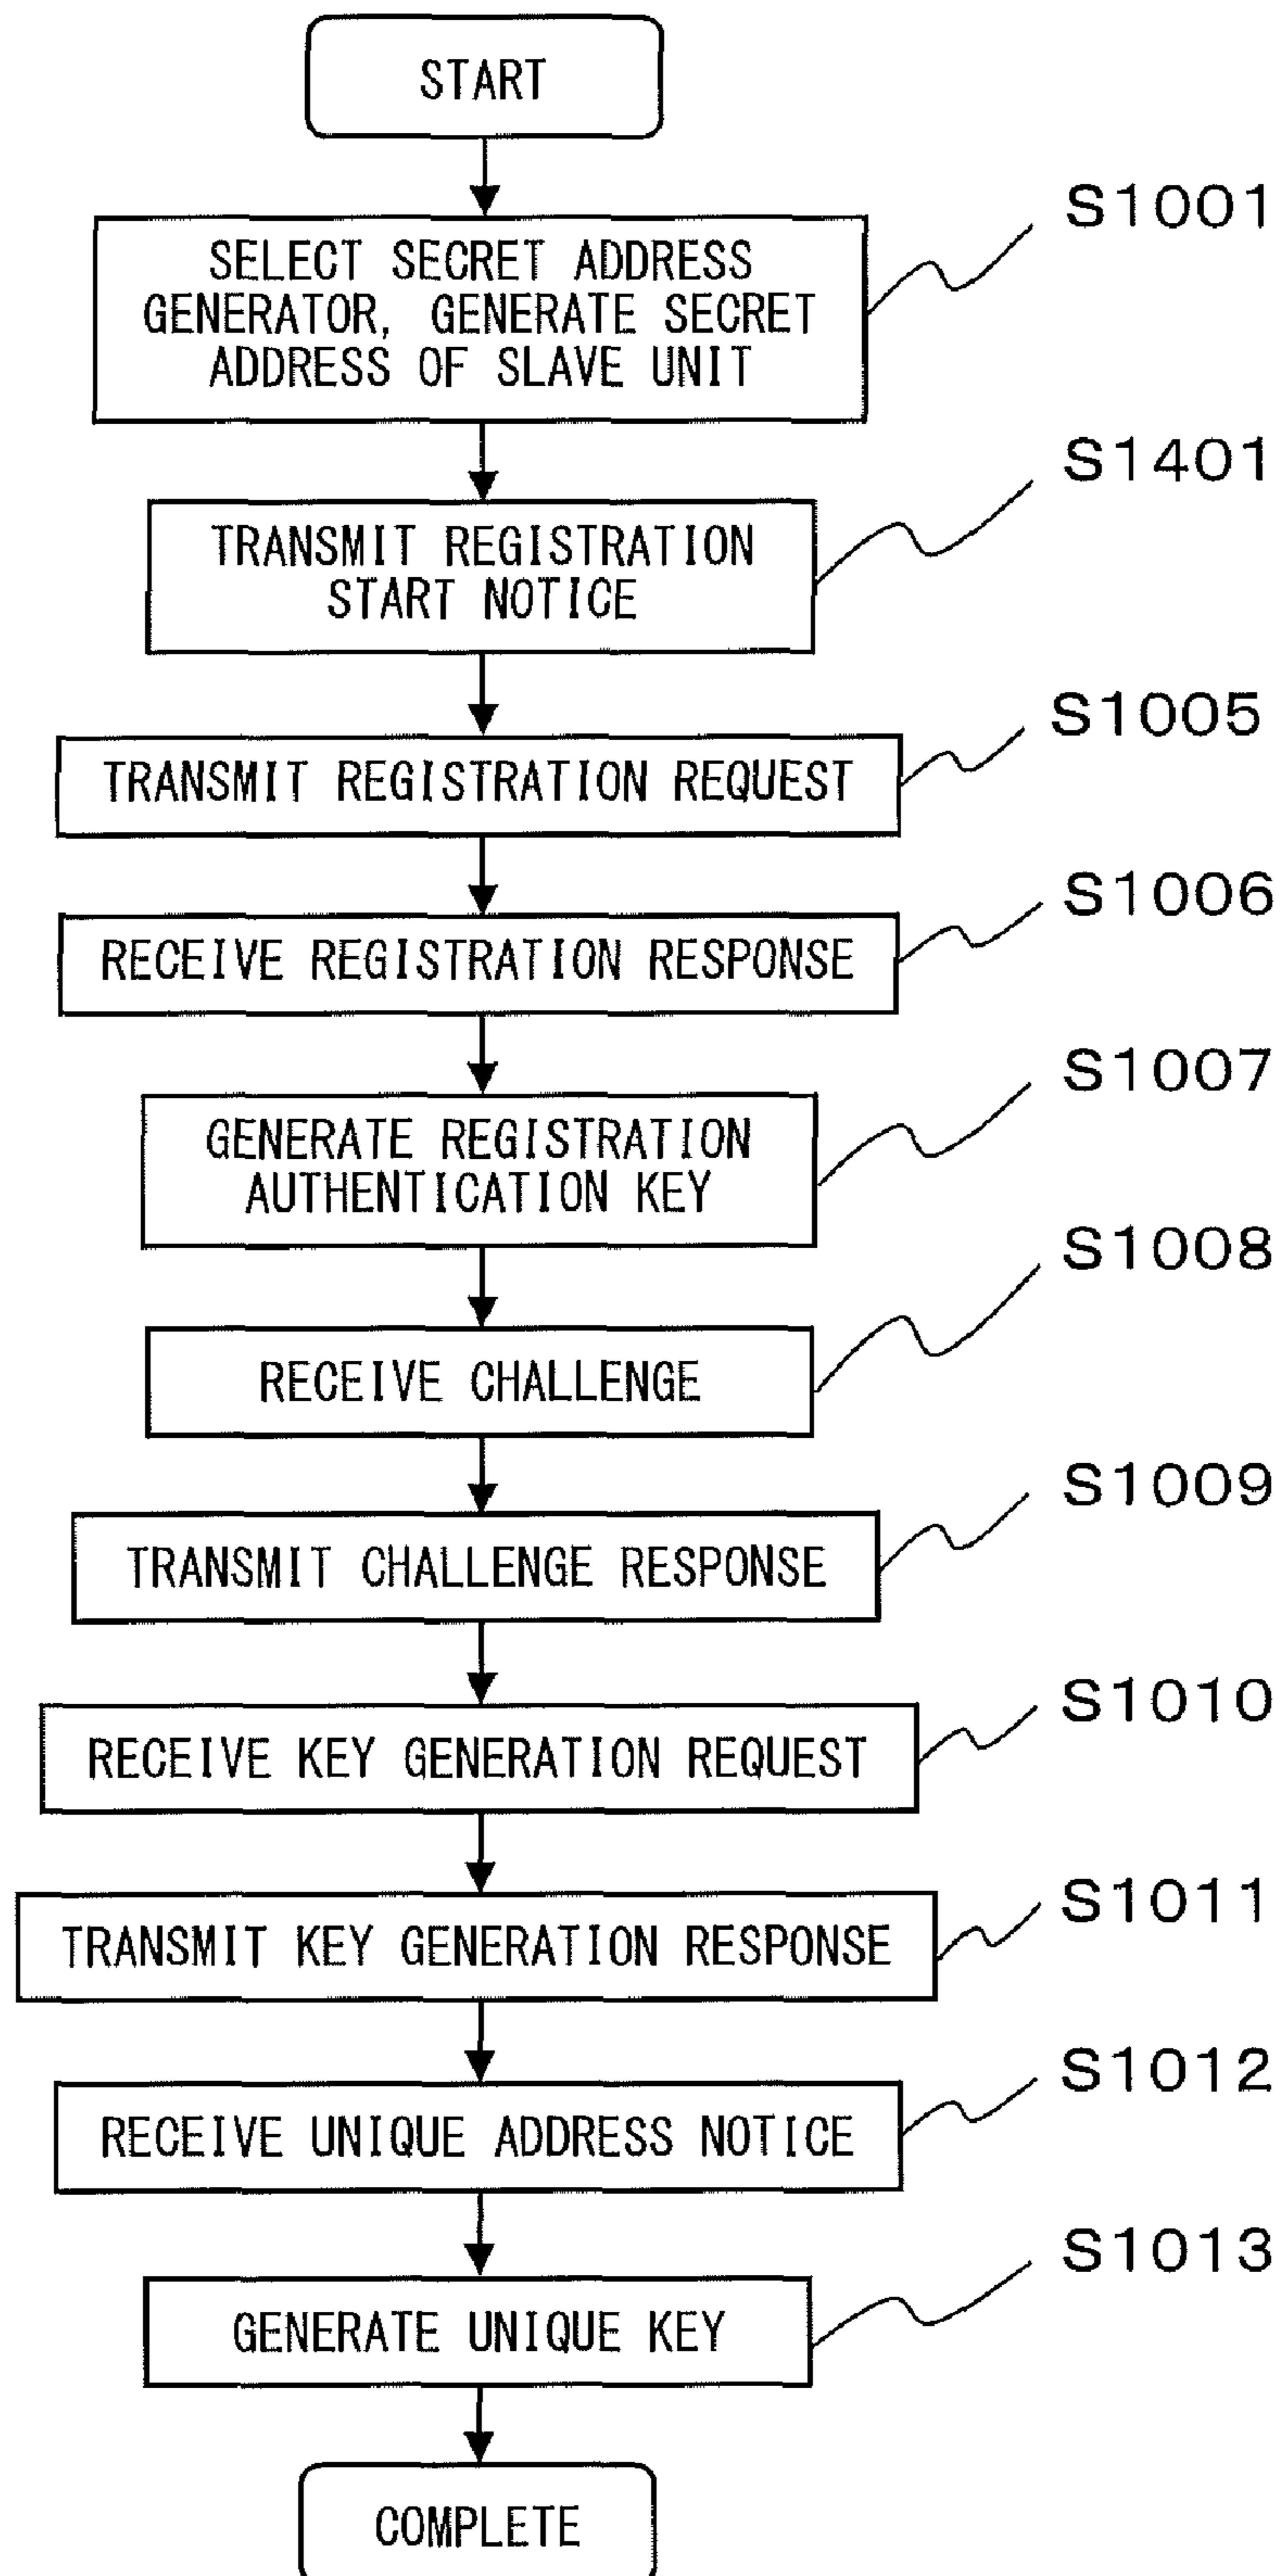 START
S1001
SELECT SECRET ADDRESS
GENERATOR, GENERATE SECRET
ADDRESS OF SLAVE UNIT
S1401
TRANSMIT REGISTRATION
START NOTICE
S1005
TRANSMIT REGISTRATION REQUEST
S1006
RECEIVE REGISTRATION RESPONSE
S1007
GENERATE REGISTRATION
AUTHENTICATION KEY
S1008
RECEIVE CHALLENGE
S1009
TRANSMIT CHALLENGE RESPONSE
S1010
RECEIVE KEY GENERATION REQUEST
S1011
TRANSMIT KEY GENERATION RESPONSE
S1012
RECEIVE UNIQUE ADDRESS NOTICE
S1013
GENERATE UNIQUE KEY
COMPLETE